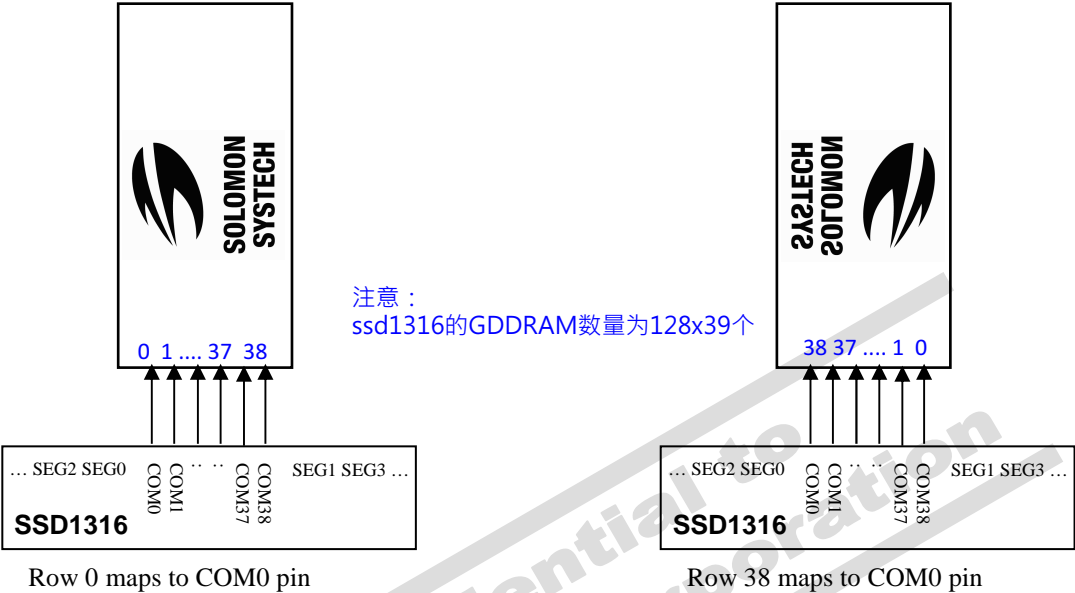 SOLOMON
SYSTECH
0 1 .... 37 38
… SEG2 SEG0 COM0 COM1 .. .. COM37 COM38 SEG1 SEG3 …
SSD1316
Row 0 maps to COM0 pin
注意：
ssd1316的GDDRAM数量为128x39个
SOLOMON
SYSTECH
38 37 .... 1 0
… SEG2 SEG0 COM0 COM1 .. .. COM37 COM38 SEG1 SEG3 …
SSD1316
Row 38 maps to COM0 pin